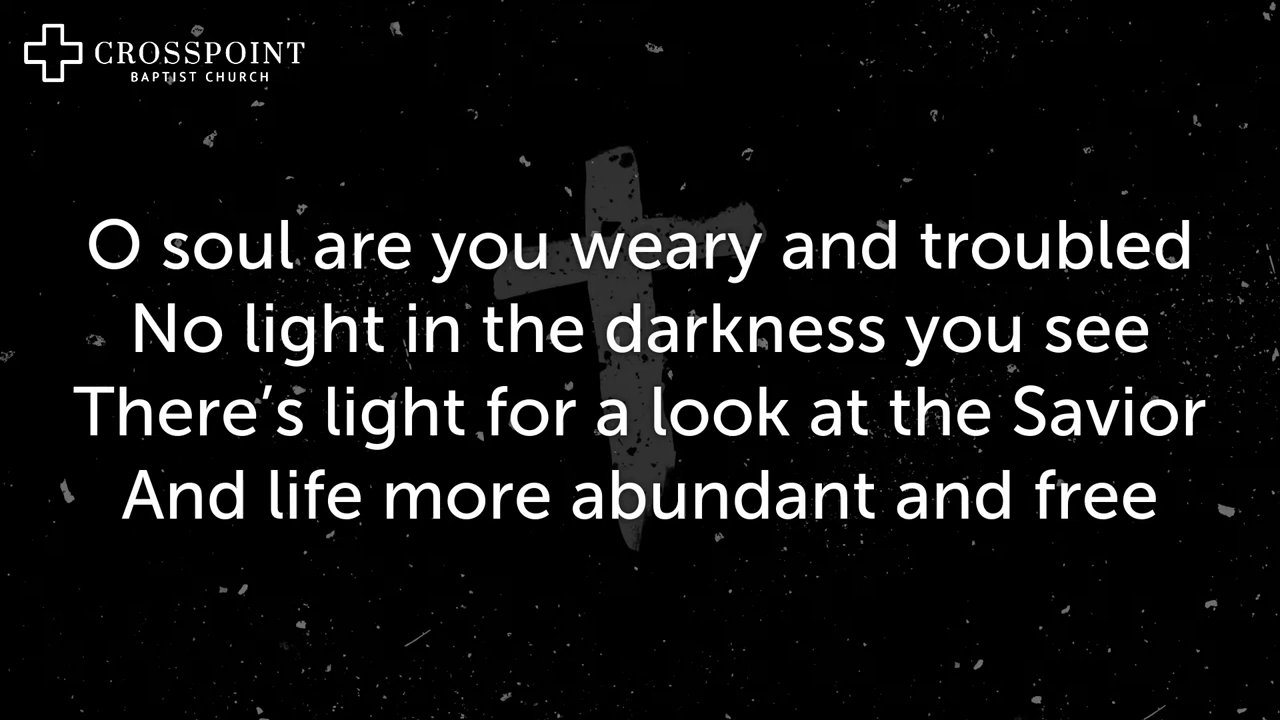 CROSSPOINT
BAPTIST CHURCH
O soul are you weary and troubled
No light in the darkness you see
There’s light for a look at the Savior
And life more abundant and free